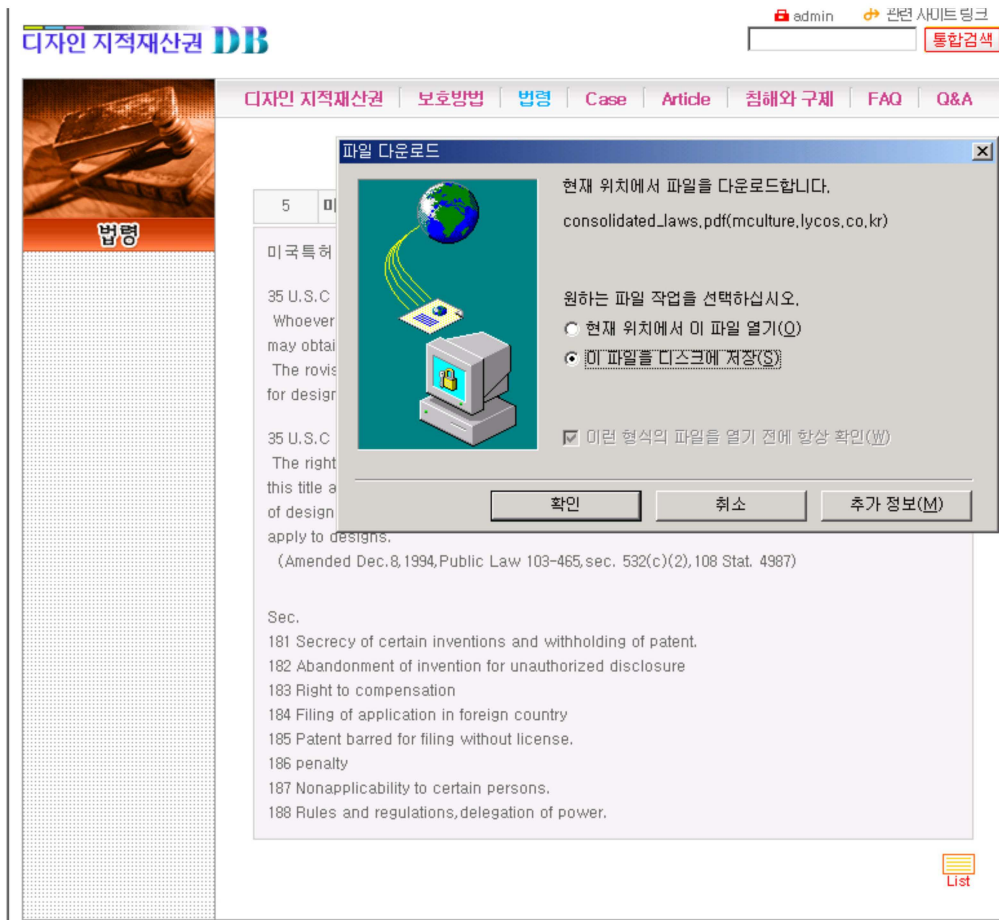 admin 관련 사이트 링크
디자인 지적재산권 DB
통합검색
디자인 지적재산권 보호방법 법령 Case Article 침해와 구제 FAQ Q&A
법령
파일 다운로드
현재 위치에서 파일을 다운로드합니다.
consolidated_laws.pdf(mculture.lycos.co.kr)
원하는 파일 작업을 선택하십시오.
현재 위치에서 이 파일 열기(O)
이 파일을 디스크에 저장(S)
이런 형식의 파일을 열기 전에 항상 확인(W)
확인 취소 추가 정보(M)
5
미국특허
35 U.S.C
Whoever
may obtai
The rovis
for design
35 U.S.C
The right
this title a
of design
apply to designs.
(Amended Dec.8,1994,Public Law 103-465,sec. 532(c)(2),108 Stat. 4987)
Sec.
181 Secrecy of certain inventions and withholding of patent.
182 Abandonment of invention for unauthorized disclosure
183 Right to compensation
184 Filing of application in foreign country
185 Patent barred for filing without license.
186 penalty
187 Nonapplicability to certain persons.
188 Rules and regulations,delegation of power.
List